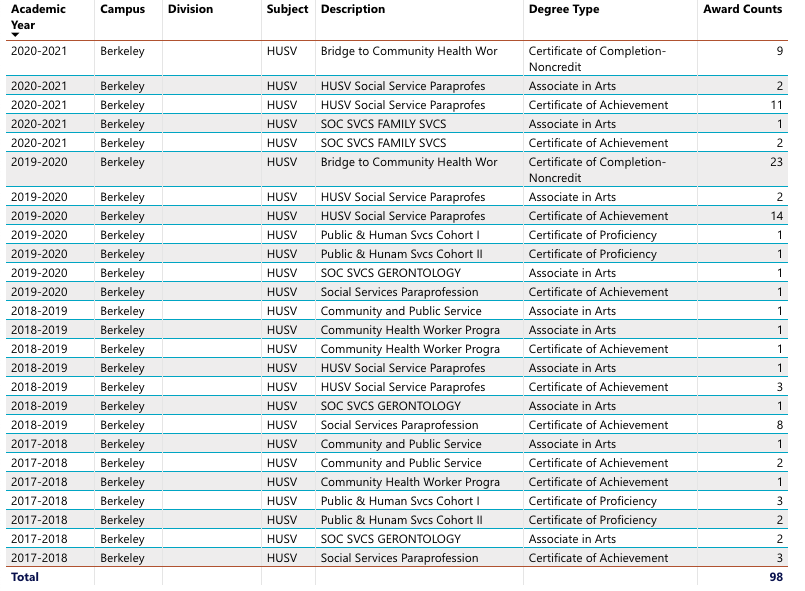 Academic Year Campus Division Subject Description Degree Type Award Counts
2020-2021 Berkeley HUSV Bridge to Community Health Wor Certificate of Completion- 9
Noncredit
2020-2021 Berkeley HUSV HUSV Social Service Paraprofes Associate in Arts 2
2020-2021 Berkeley HUSV HUSV Social Service Paraprofes Certificate of Achievement 11
2020-2021 Berkeley HUSV SOC SVCS FAMILY SVCS Associate in Arts 1
2020-2021 Berkeley HUSV SOC SVCS FAMILY SVCS Certificate of Achievement 2
2019-2020 Berkeley HUSV Bridge to Community Health Wor Certificate of Completion- 23
Noncredit
2019-2020 Berkeley HUSV HUSV Social Service Paraprofes Associate in Arts 2
2019-2020 Berkeley HUSV HUSV Social Service Paraprofes Certificate of Achievement 14
2019-2020 Berkeley HUSV Public & Human Svcs Cohort I Certificate of Proficiency 1
2019-2020 Berkeley HUSV Public & Hunam Svcs Cohort II Certificate of Proficiency 1
2019-2020 Berkeley HUSV SOC SVCS GERONTOLOGY Associate in Arts 1
2019-2020 Berkeley HUSV Social Services Paraprofession Certificate of Achievement 1
2018-2019 Berkeley HUSV Community and Public Service Associate in Arts 1
2018-2019 Berkeley HUSV Community Health Worker Progra Associate in Arts 1
2018-2019 Berkeley HUSV Community Health Worker Progra Certificate of Achievement 1
2018-2019 Berkeley HUSV HUSV Social Service Paraprofes Associate in Arts 1
2018-2019 Berkeley HUSV HUSV Social Service Paraprofes Certificate of Achievement 3
2018-2019 Berkeley HUSV SOC SVCS GERONTOLOGY Associate in Arts 1
2018-2019 Berkeley HUSV Social Services Paraprofession Certificate of Achievement 8
2017-2018 Berkeley HUSV Community and Public Service Associate in Arts 1
2017-2018 Berkeley HUSV Community and Public Service Certificate of Achievement 2
2017-2018 Berkeley HUSV Community Health Worker Progra Certificate of Achievement 1
2017-2018 Berkeley HUSV Public & Human Svcs Cohort I Certificate of Proficiency 3
2017-2018 Berkeley HUSV Public & Hunam Svcs Cohort II Certificate of Proficiency 2
2017-2018 Berkeley HUSV SOC SVCS GERONTOLOGY Associate in Arts 2
2017-2018 Berkeley HUSV Social Services Paraprofession Certificate of Achievement 3
Total 98